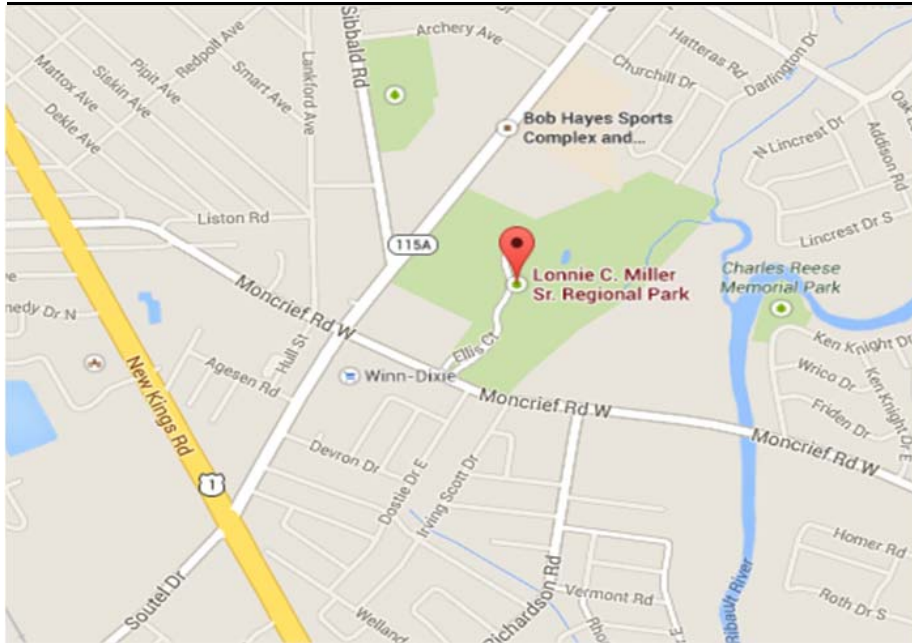 Sibbald Rd
Archery Ave
Hatteras Rd
Darlington Dr
Redpoll Ave
Pipit Ave
Siskin Ave
Mattox Ave
Dekle Ave
Smart Ave
Lankford Ave
Churchill Dr
Bob Hayes Sports
Complex and...
N Lincrest Dr
Addison Rd
Oak
Liston Rd
115A
Lincrest Dr S
Lonnie C. Miller
Sr. Regional Park
Charles Reese
Memorial Park
Moncrief Rd W
nedy Dr N
Hull St
Ellis Ct
Ken Knight Dr
Agesen Rd
Winn-Dixie
Wrico Dr
Ken Knight Dr E
New Kings Rd
Moncrief Rd W
Friden Dr
Moncrief Rd W
Devron Dr
1
Dostie Dr E
Irving Scott Dr
Homer Rd
Soutel Dr
Richardson Rd
Vermont Rd
Roth Dr S
Welland
Rho
E
ibault River